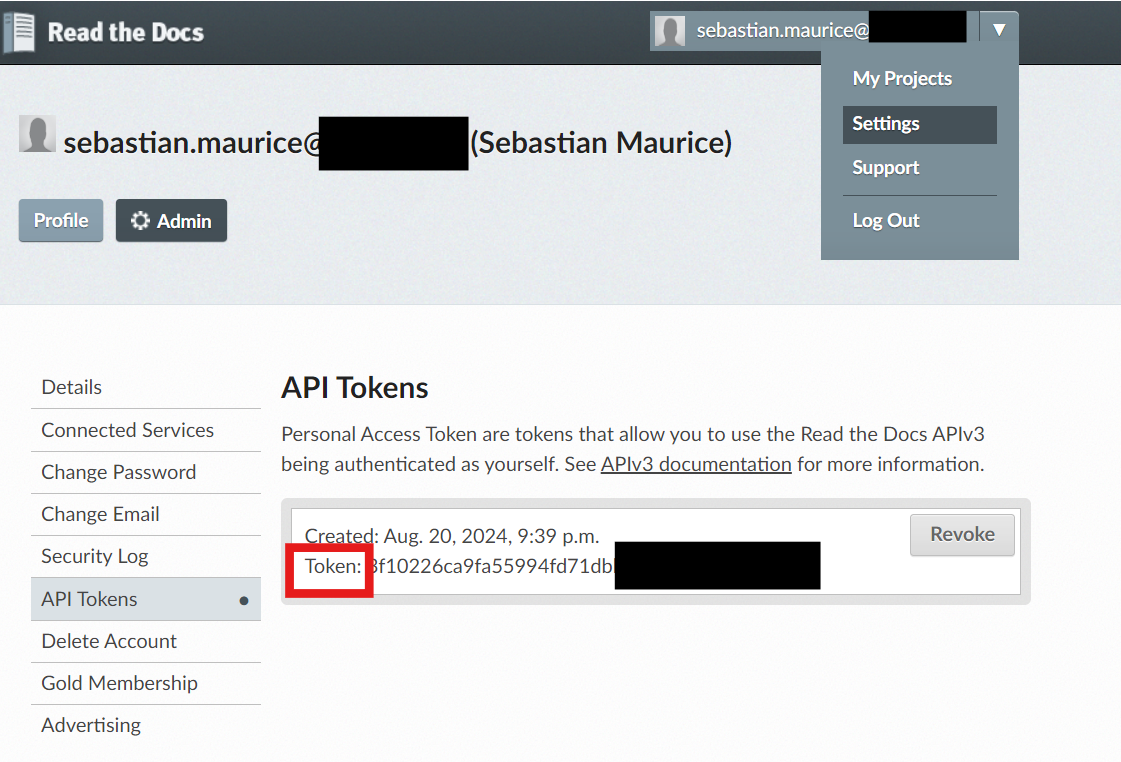 Read the Docs
sebastian.maurice@
My Projects
Settings
Support
Log Out
sebastian.maurice@ (Sebastian Maurice)
Profile
Admin
Details
Connected Services
Change Password
Change Email
Security Log
API Tokens
Delete Account
Gold Membership
Advertising
API Tokens
Personal Access Token are tokens that allow you to use the Read the Docs APIv3
being authenticated as yourself. See APIv3 documentation for more information.
Created: Aug. 20, 2024, 9:39 p.m.
Revoke
Token: 3f10226ca9fa55994fd71db